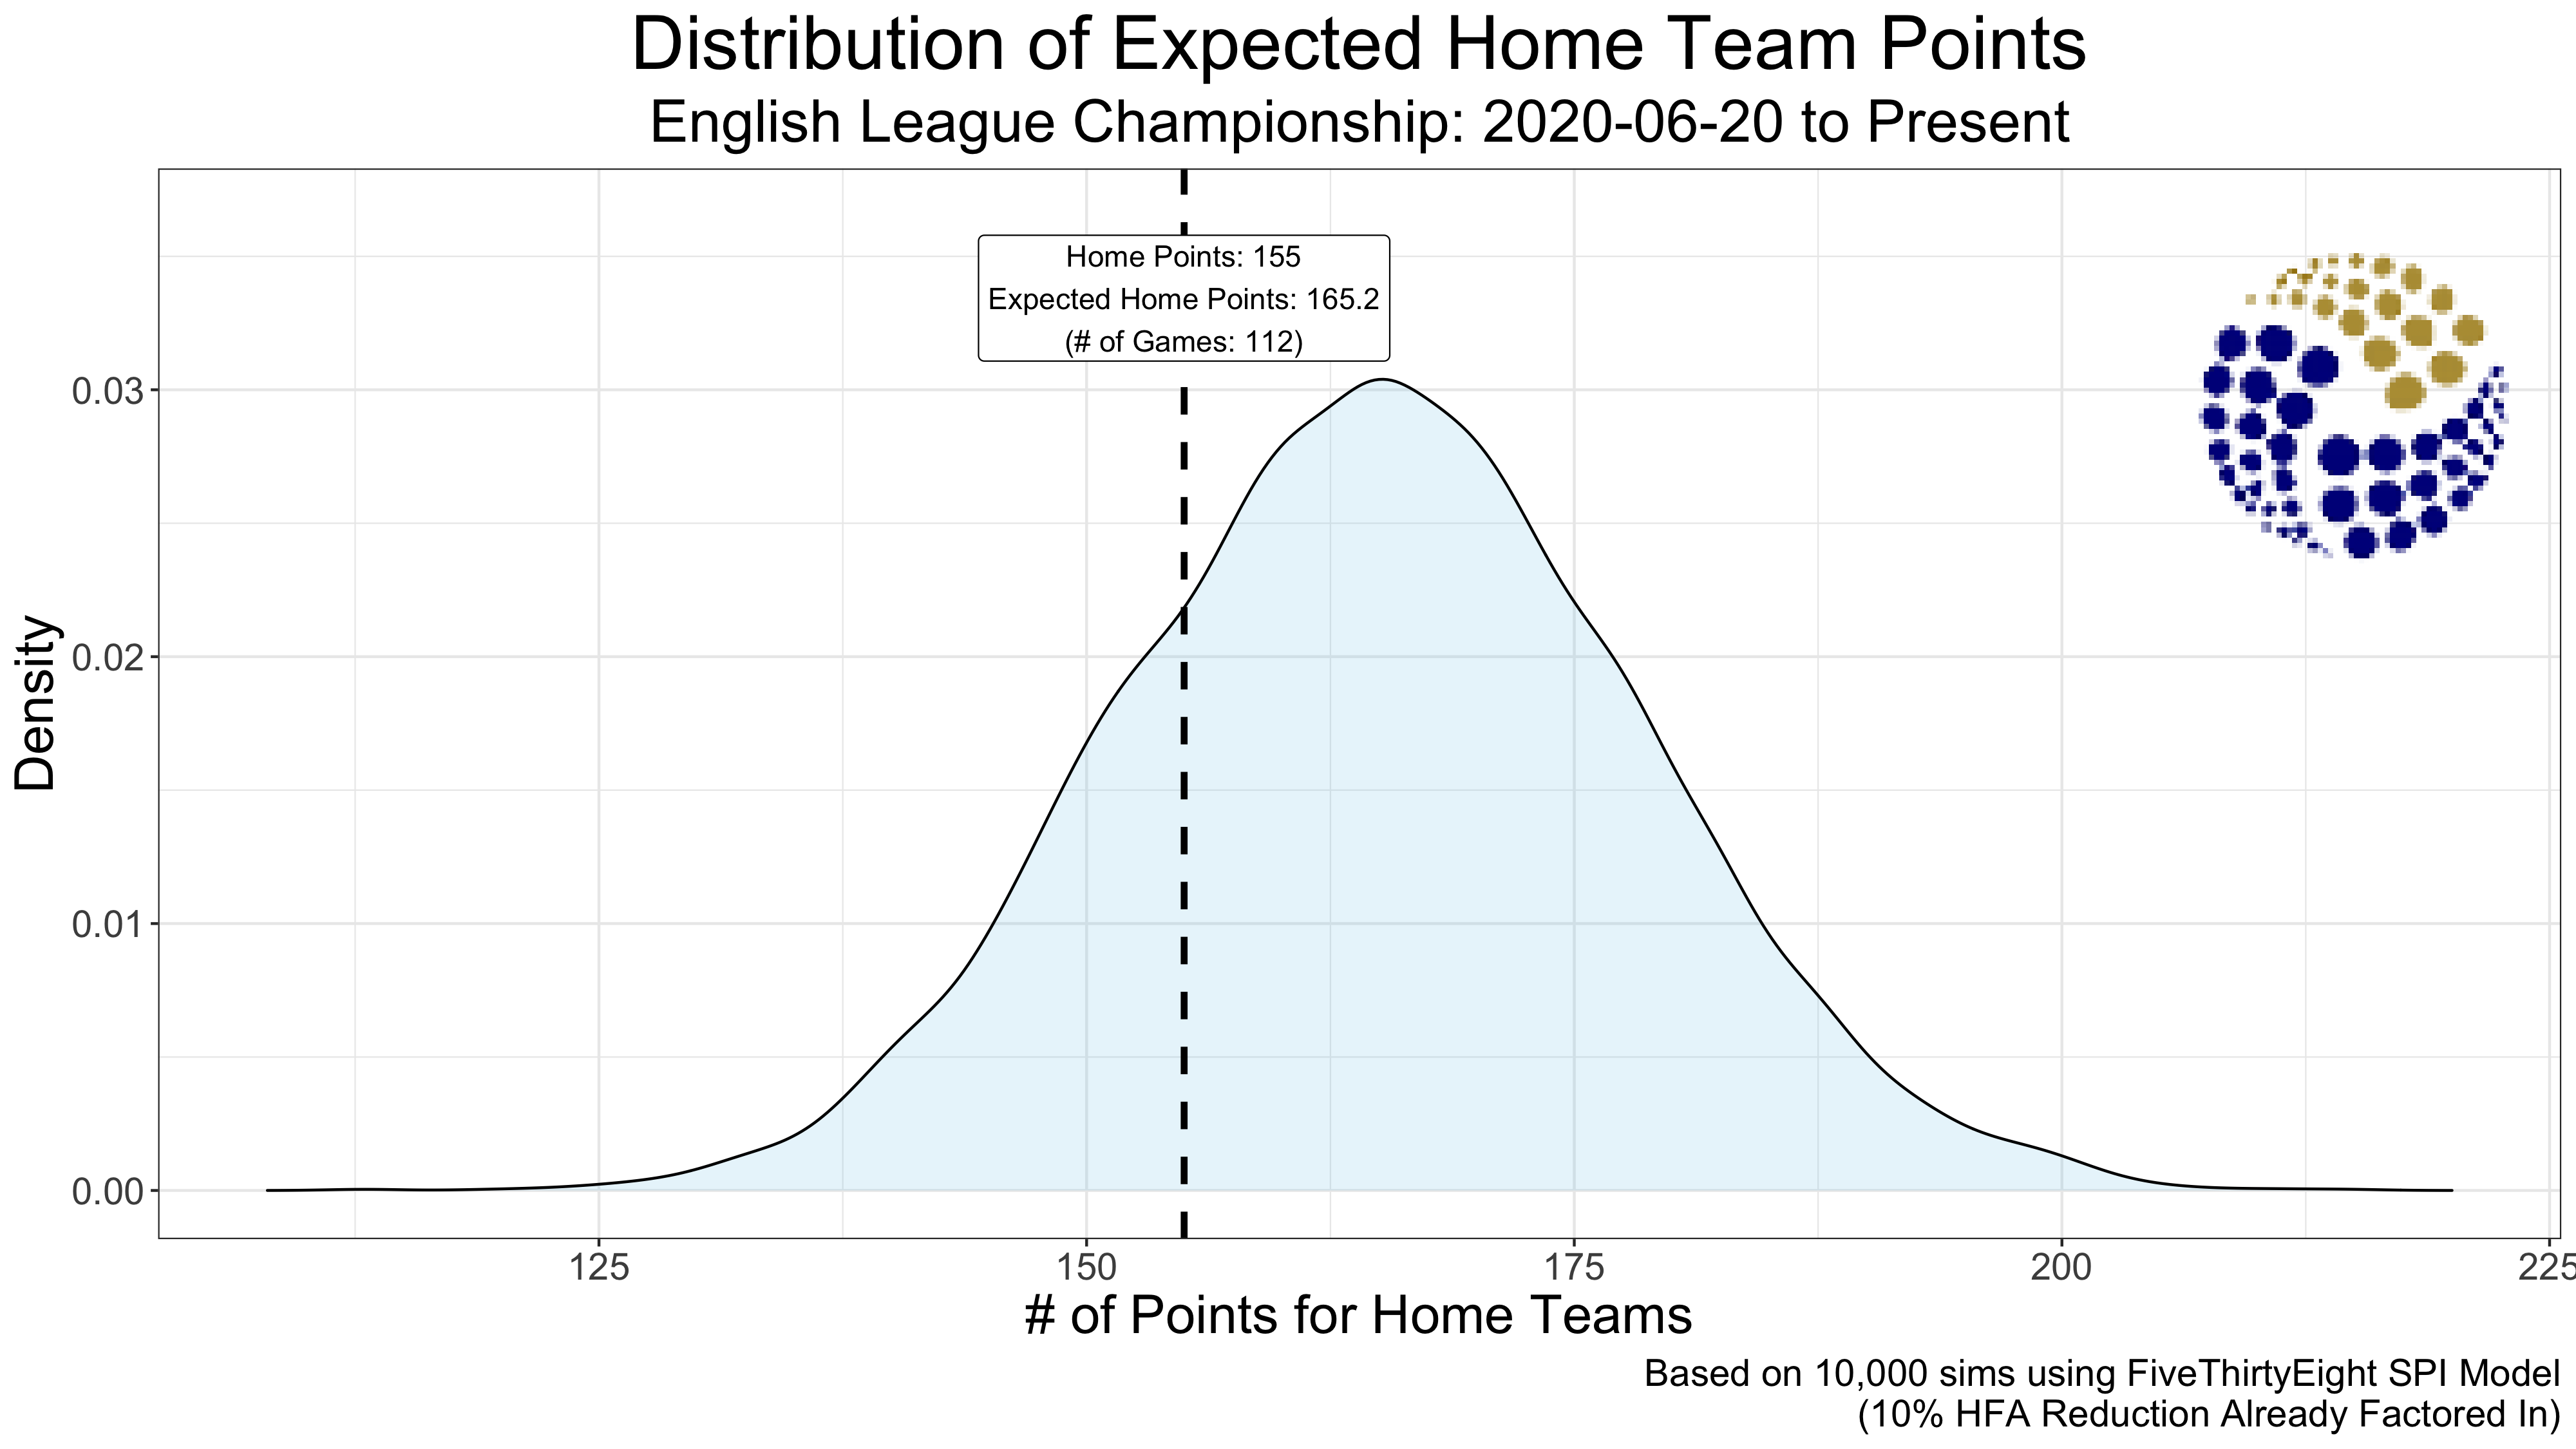 Distribution of Expected Home Team Points
English League Championship: 2020-06-20 to Present
Home Points: 155
Expected Home Points: 165.2
(# of Games: 112)
0.03
0.02
0.01
0.00
Density
125 150 175 200 225
# of Points for Home Teams
Based on 10,000 sims using FiveThirtyEight SPI Model
(10% HFA Reduction Already Factored In)